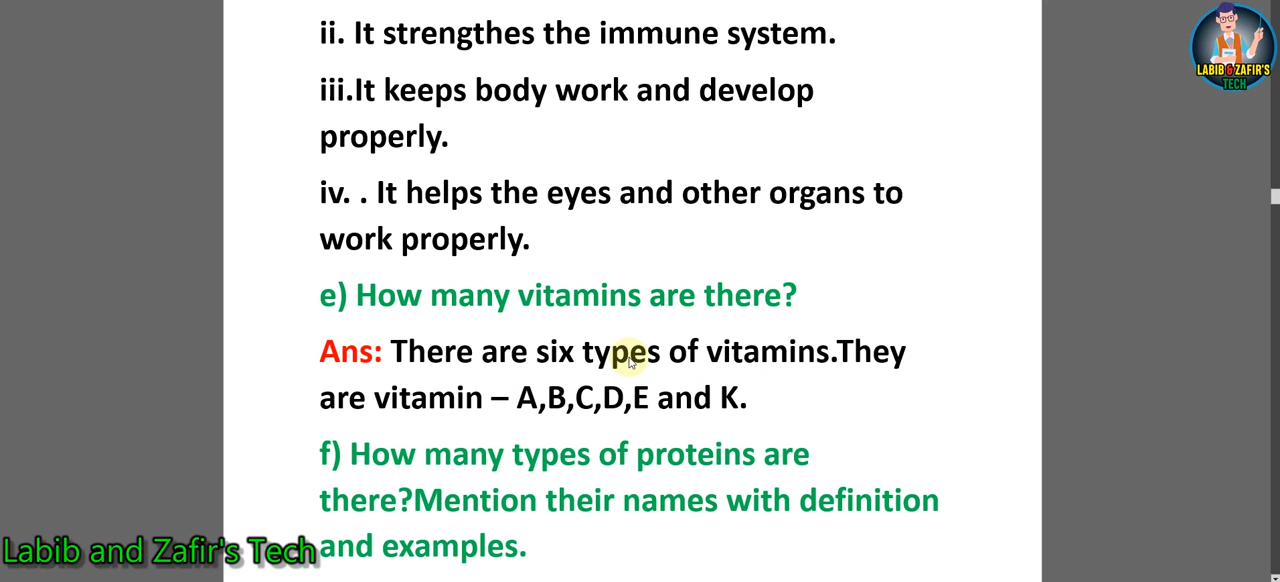 ii. It strengthes the immune system.
iii.It keeps body work and develop
properly.
iv. . It helps the eyes and other organs to
work properly.
e) How many vitamins are there?
Ans: There are six types of vitamins.They
are vitamin – A,B,C,D,E and K.
f) How many types of proteins are
there?Mention their names with definition
and examples.
LABIB & ZAFIR'S
TECH
Labib and Zafir's Tech